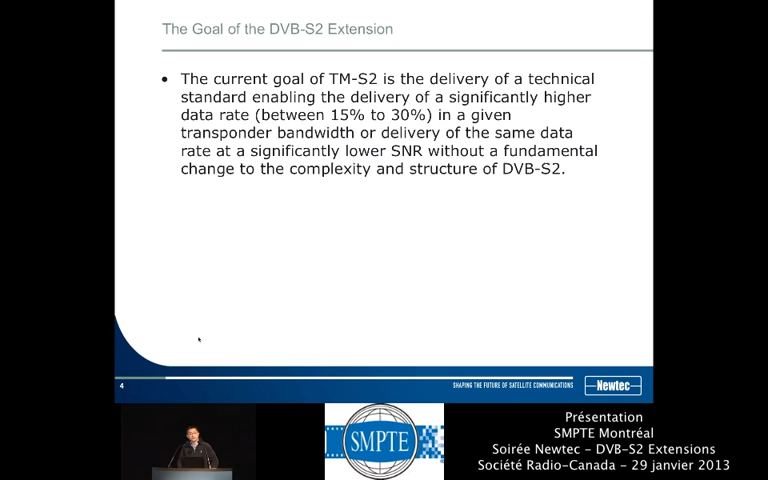 The Goal of the DVB-S2 Extension
• The current goal of TM-S2 is the delivery of a technical
standard enabling the delivery of a significantly higher
data rate (between 15% to 30%) in a given
transponder bandwidth or delivery of the same data
rate at a significantly lower SNR without a fundamental
change to the complexity and structure of DVB-S2.
4
SHAPING THE FUTURE OF SATELLITE COMMUNICATIONS
Newtec
SMPTE
Présentation
SMPTE Montréal
Soirée Newtec - DVB-S2 Extensions
Société Radio-Canada - 29 janvier 2013